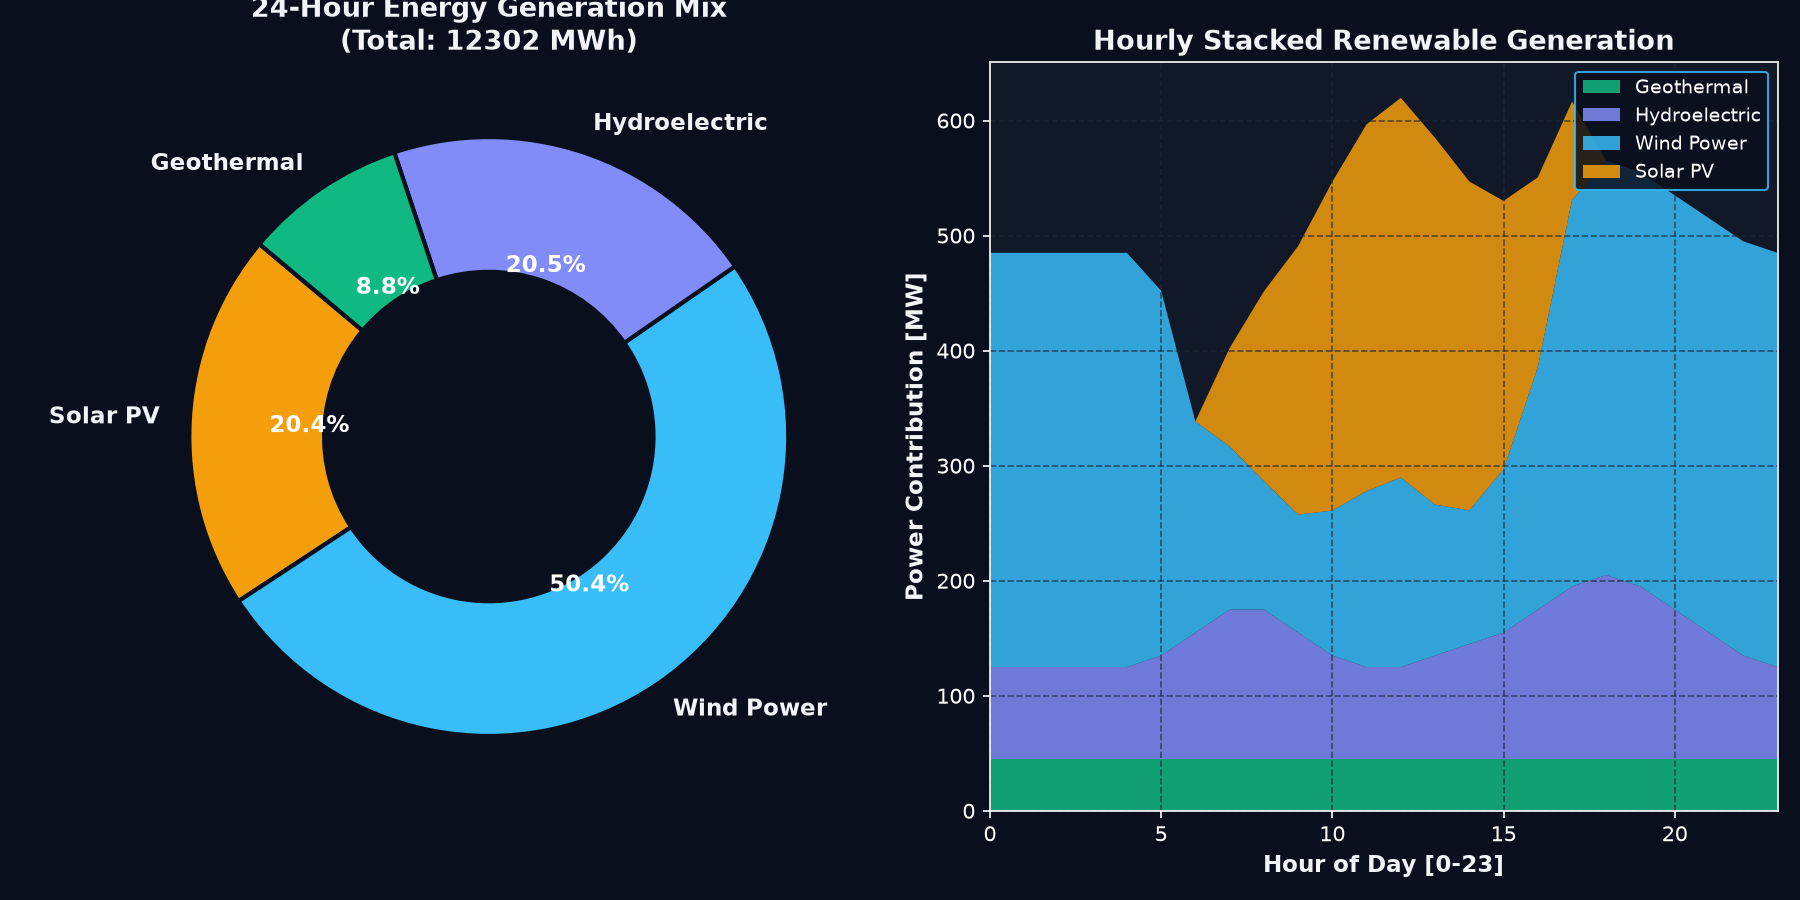 24-Hour Energy Generation Mix
(Total: 12302 MWh)
Hydroelectric
Geothermal
20.5%
8.8%
Solar PV
20.4%
50.4%
Wind Power
Hourly Stacked Renewable Generation
Geothermal
Hydroelectric
Wind Power
Solar PV
Power Contribution [MW]
600
500
400
300
200
100
0
0 5 10 15 20
Hour of Day [0-23]